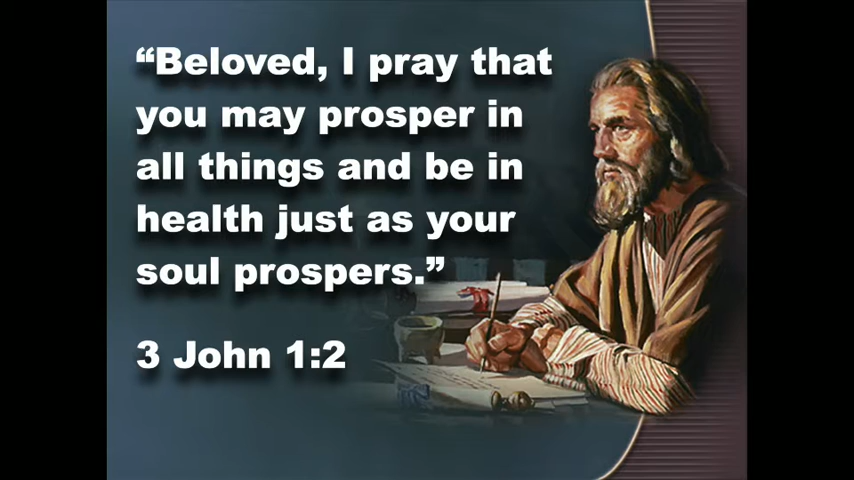 “Beloved, I pray that
you may prosper in
all things and be in
health just as your
soul prospers.”
3 John 1:2